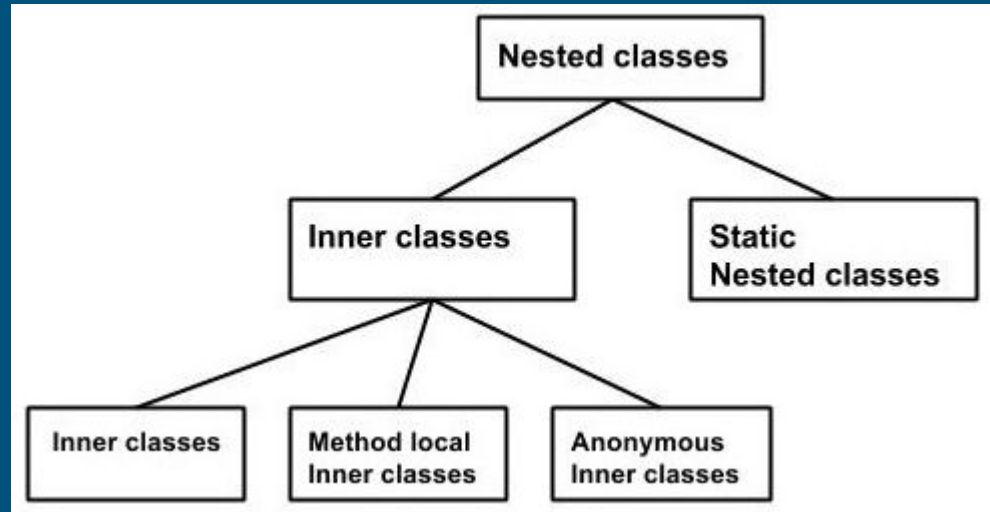 Nested classes
Inner classes
Static
Nested classes
Inner classes
Method local
Inner classes
Anonymous
Inner classes